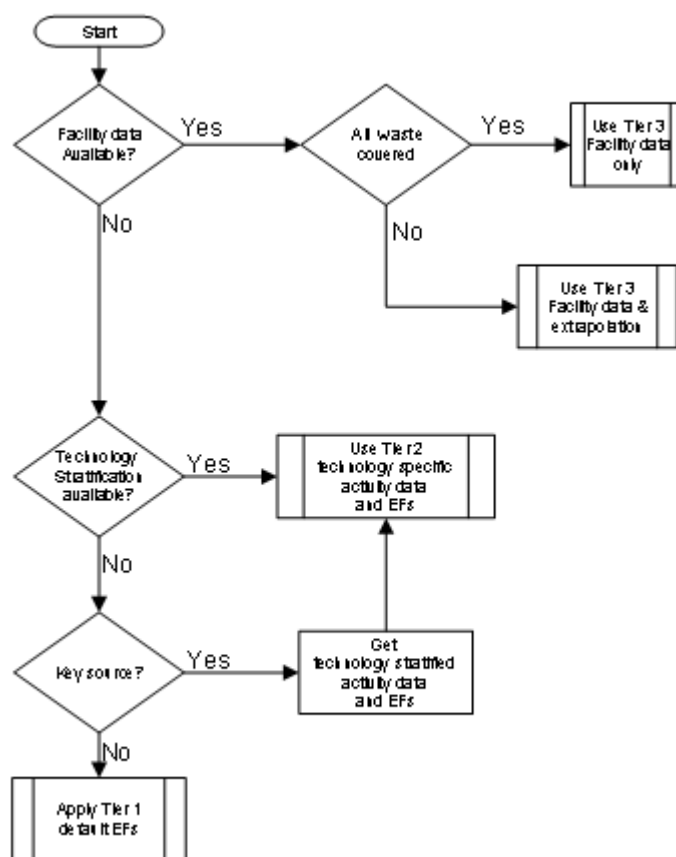 Start
Facility data
Available?
Yes
All waste
covered
Yes
Use Tier 3
Facility data
only
No
No
Use Tier 3
Facility data &
extrapolation
Technology
Stratification
available?
Yes
Use Tier 2
technology specific
activity data
and EFs
No
Key source?
Yes
Get
technology stratified
activity data
and EFs
No
Apply Tier 1
default EFs